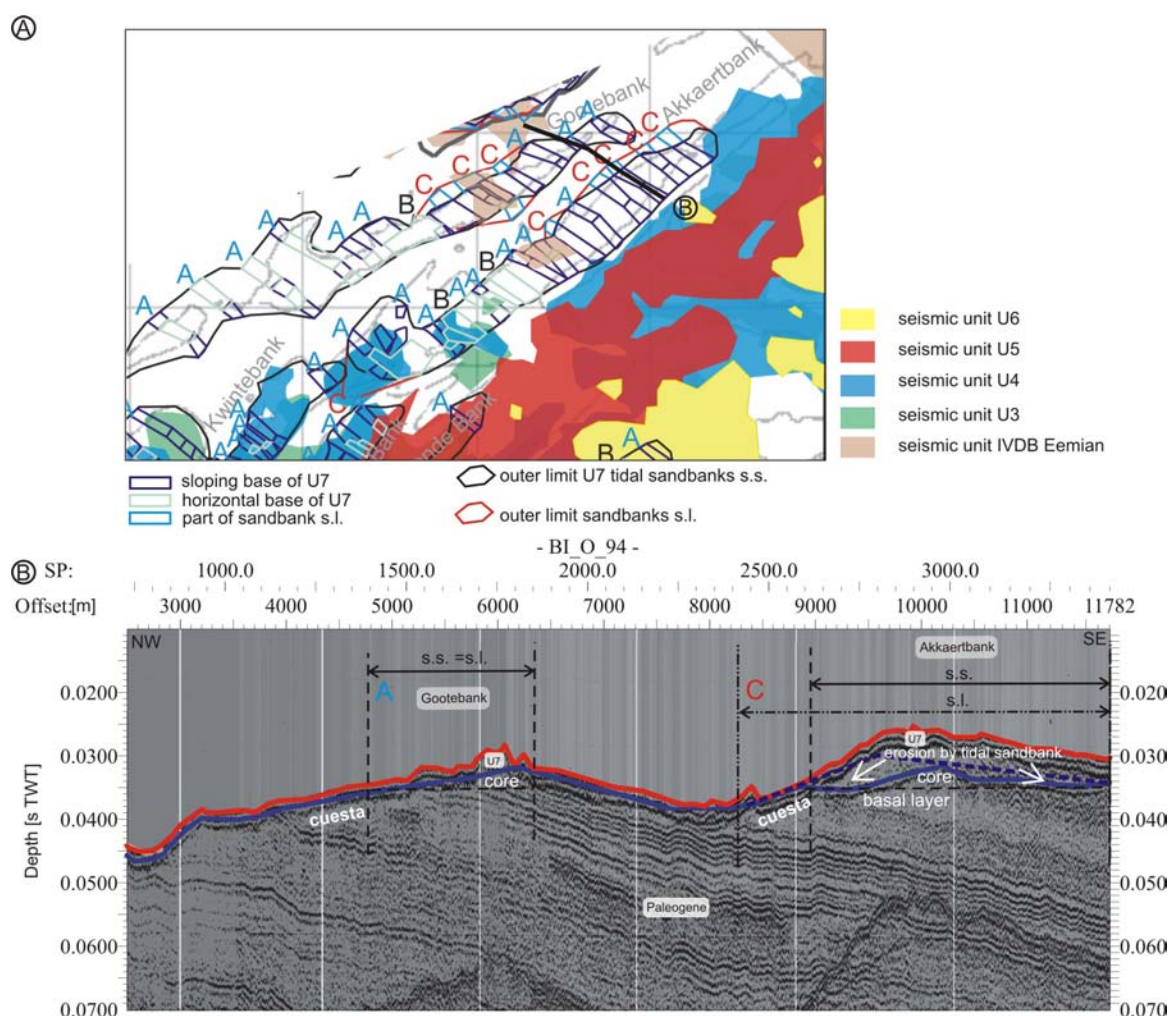 A
Gootebank
Akkaertbank
A
A
A
C
C
C
C
C
C
C
C
C
B
A
A
A
A
A
A
C
A
A
B
B
A
A
B
A
A
A
A
A
C
A
A
A
A
A
B
A
Kwintebank
Bank
nde Bank
seismic unit U6
seismic unit U5
seismic unit U4
seismic unit U3
seismic unit IVDB Eemian
sloping base of U7
horizontal base of U7
part of sandbank s.l.
outer limit U7 tidal sandbanks s.s.
outer limit sandbanks s.l.
- BI_O_94 -
B SP: 1000.0 1500.0 2000.0 2500.0 3000.0
Offset:[m] 3000 4000 5000 6000 7000 8000 9000 10000 11000 11782
NW SE
Akkaertbank
s.s. =s.l. s.s.
A Gootebank C s.l.
0.0200 0.0200
0.0300 0.0300
0.0400 0.0400
0.0500 0.0500
0.0600 0.0600
0.0700 0.0700
Depth [s TWT]
U7 U7
erosion by tidal sandbank
core core
cuesta cuesta basal layer
Paleogene